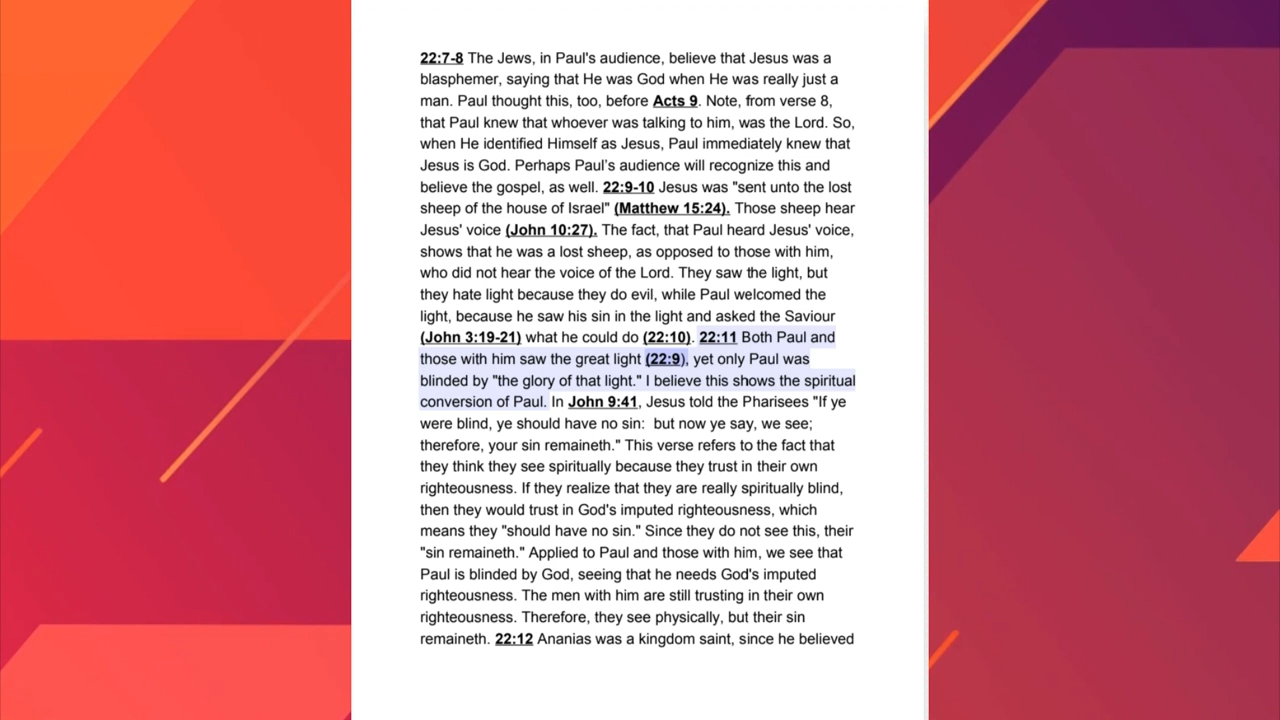 22:7-8 The Jews, in Paul's audience, believe that Jesus was a
blasphemer, saying that He was God when He was really just a
man. Paul thought this, too, before Acts 9. Note, from verse 8,
that Paul knew that whoever was talking to him, was the Lord. So,
when He identified Himself as Jesus, Paul immediately knew that
Jesus is God. Perhaps Paul's audience will recognize this and
believe the gospel, as well. 22:9-10 Jesus was "sent unto the lost
sheep of the house of Israel" (Matthew 15:24). Those sheep hear
Jesus' voice (John 10:27). The fact, that Paul heard Jesus' voice,
shows that he was a lost sheep, as opposed to those with him,
who did not hear the voice of the Lord. They saw the light, but
they hate light because they do evil, while Paul welcomed the
light, because he saw his sin in the light and asked the Saviour
(John 3:19-21) what he could do (22:10). 22:11 Both Paul and
those with him saw the great light (22:9), yet only Paul was
blinded by "the glory of that light." I believe this shows the spiritual
conversion of Paul. In John 9:41, Jesus told the Pharisees "If ye
were blind, ye should have no sin:  but now ye say, we see;
therefore, your sin remaineth." This verse refers to the fact that
they think they see spiritually because they trust in their own
righteousness. If they realize that they are really spiritually blind,
then they would trust in God's imputed righteousness, which
means they "should have no sin." Since they do not see this, their
"sin remaineth." Applied to Paul and those with him, we see that
Paul is blinded by God, seeing that he needs God's imputed
righteousness. The men with him are still trusting in their own
righteousness. Therefore, they see physically, but their sin
remaineth. 22:12 Ananias was a kingdom saint, since he believed